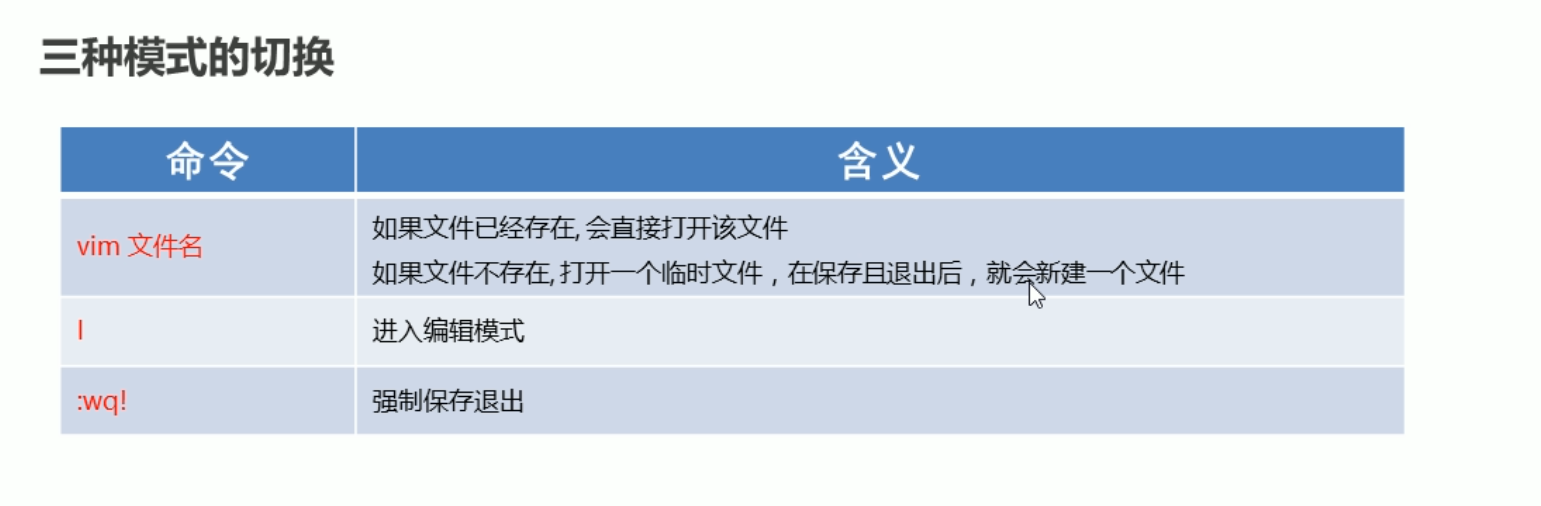 三种模式的切换
命令
含义
vim 文件名
如果文件已经存在, 会直接打开该文件
如果文件不存在, 打开一个临时文件，在保存且退出后，就会新建一个文件
I
进入编辑模式
:wq!
强制保存退出